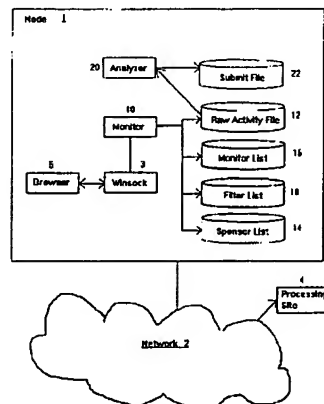 Node 1
20
Analyzer
Submit File
22
10
Monitor
Raw Activity File
12
Monitor List
16
5
Browser
3
Winsock
Filter List
18
Sponsor List
14
4
Processing
Site
Network 2